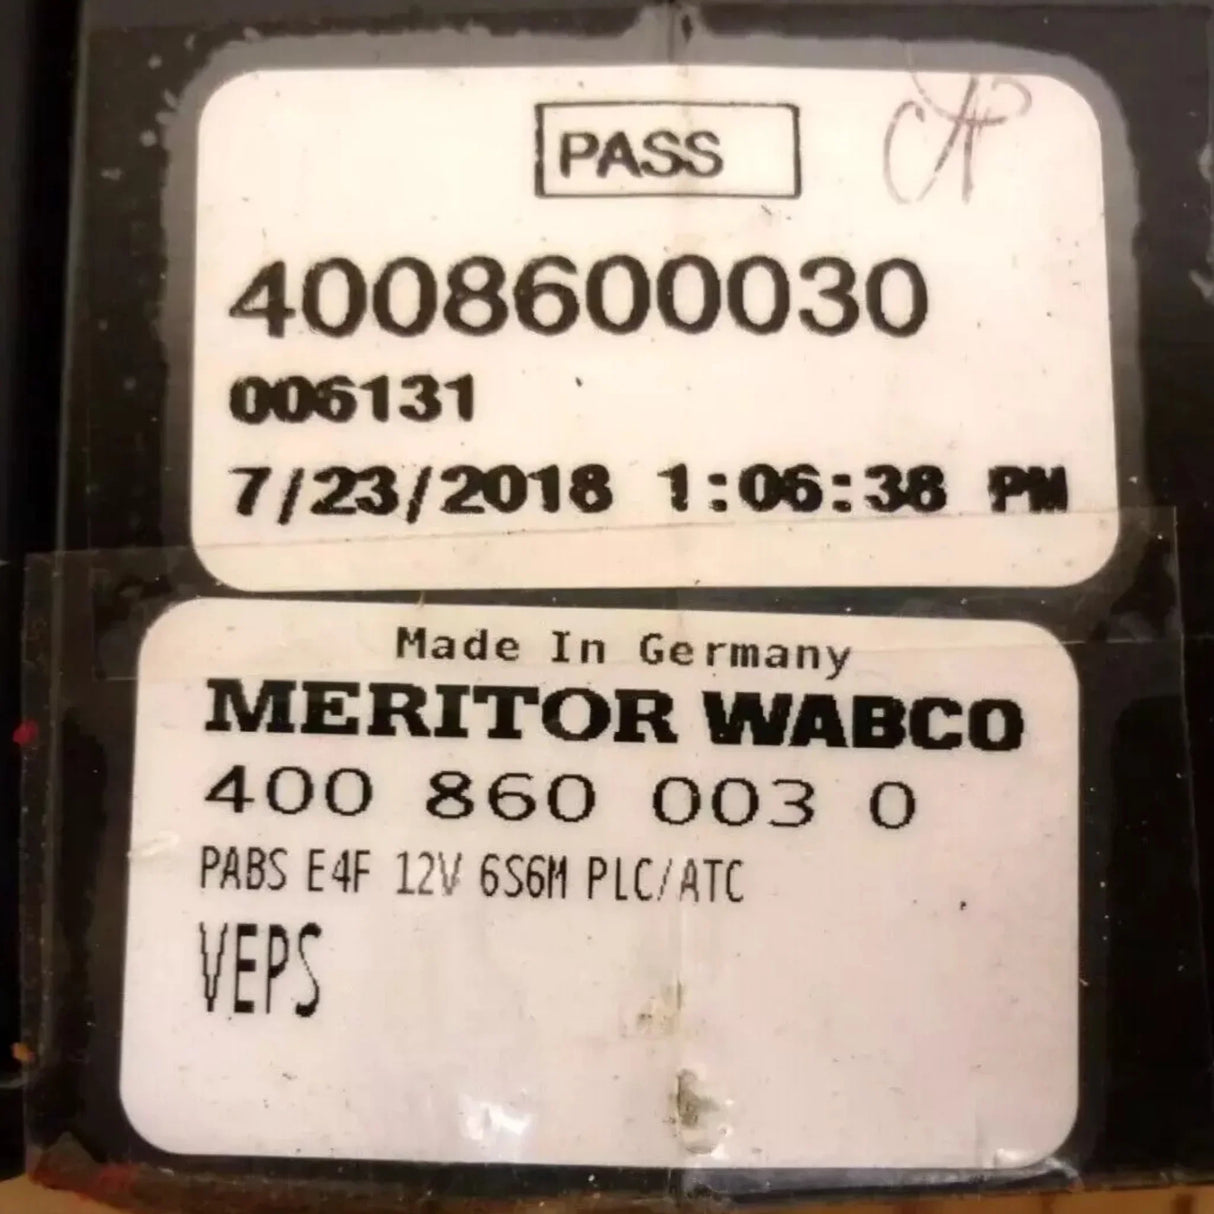 PASS
4008600030
006131
7/23/2018 1:06:38 PM
Made In Germany
MERITOR WABCO
400 860 003 0
PABS E4F 12V 6S6M PLC/ATC
VEPS